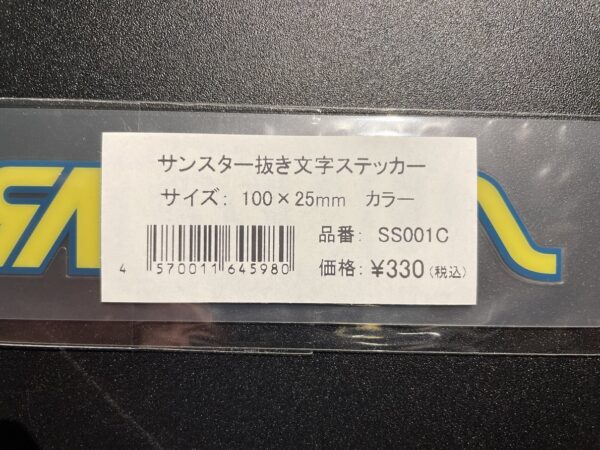 サンスター抜き文字ステッカー
サイズ: 100×25mm カラー
品番: SS001C
4 570011 645980
価格: ¥330(税込)